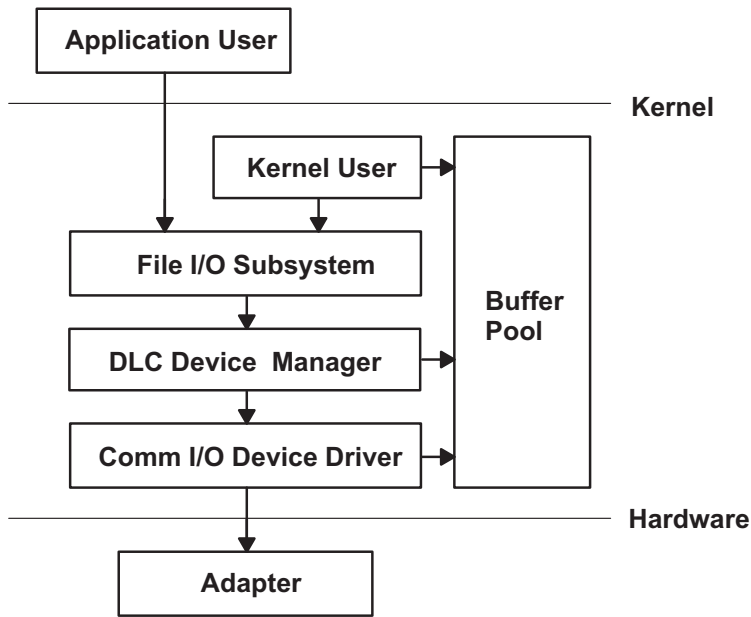 Application User
Kernel
Kernel User
File I/O Subsystem
Buffer
Pool
DLC Device Manager
Comm I/O Device Driver
Hardware
Adapter